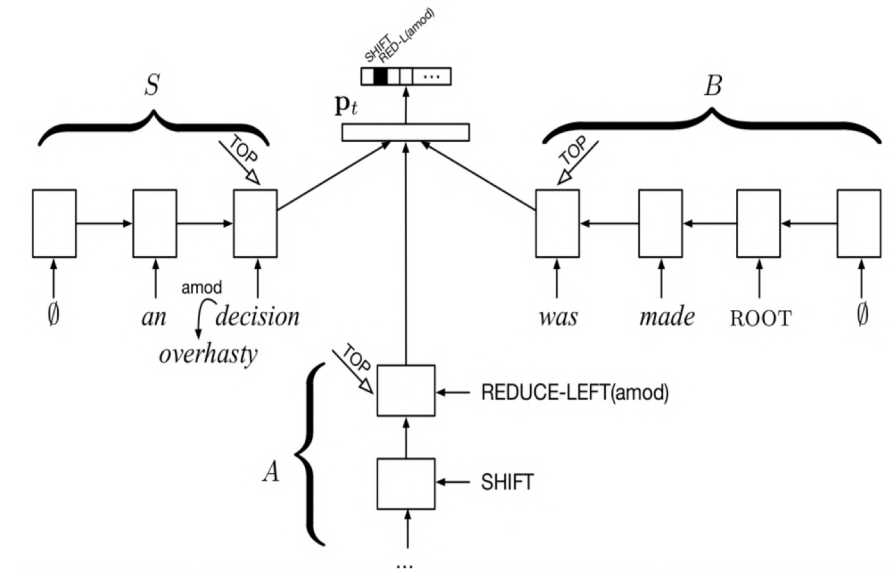 SHIFT
RED-L(amod)
...
p_t
S
B
TOP
TOP
∅
an
amod
decision
overhasty
was
made
ROOT
∅
TOP
REDUCE-LEFT(amod)
A
SHIFT
...